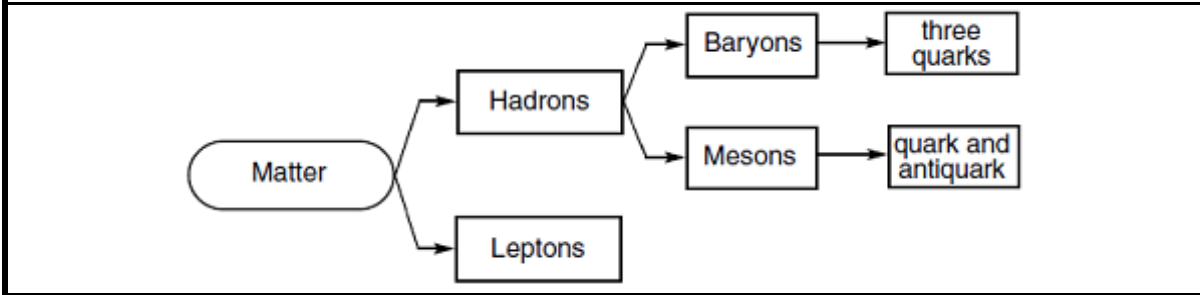 Matter
Hadrons
Leptons
Baryons
Mesons
three
quarks
quark and
antiquark